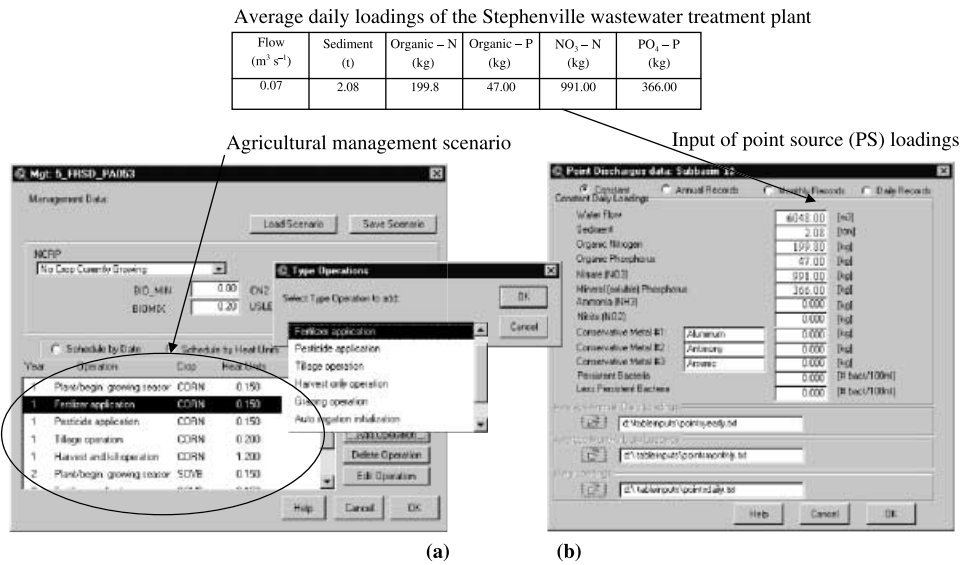 Average daily loadings of the Stephenville wastewater treatment plant
Flow (m³ s⁻¹) Sediment (t) Organic – N (kg) Organic – P (kg) NO₃ – N (kg) PO₄ – P (kg)
0.07 2.08 199.8 47.00 991.00 366.00
Agricultural management scenario
Input of point source (PS) loadings
Mgt: 5_FRSD_PA053
Management Data:
Load Scenario Save Scenario
NCRP
No Crop Currently Growing
BIO_MIN 0.00 CN2
BIOMIX 0.20 USLE
Schedule by Date Schedule by Heat Units
Year Operation Crop Heat Units
1 Plant/begin. growing season CORN 0.150
1 Fertilizer application CORN 0.150
1 Pesticide application CORN 0.150
1 Tillage operation CORN 0.200
1 Harvest and kill operation CORN 1.200
2 Plant/begin. growing season SOYB 0.150
Add Operation
Delete Operation
Edit Operation
Help Cancel OK
Type Operations
Select Type Operation to add:
OK
Cancel
Fertilizer application
Pesticide application
Tillage operation
Harvest only operation
Grazing operation
Auto irrigation initialization
Point Discharges data: Subbasin
Constant Annual Records Monthly Records Daily Records
Constant Daily Loadings
Water Flow 6048.00 [m3]
Sediment 2.08 [ton]
Organic Nitrogen 199.80 [kg]
Organic Phosphorus 47.00 [kg]
Nitrate (NO3) 991.00 [kg]
Mineral (soluble) Phosphorus 366.00 [kg]
Ammonia (NH3) 0.000 [kg]
Nitrite (NO2) 0.000 [kg]
Conservative Metal #1 Aluminum 0.000 [kg]
Conservative Metal #2 Antimony 0.000 [kg]
Conservative Metal #3 Arsenic 0.000 [kg]
Persistent Bacteria 0.000 [# bact/100ml]
Less Persistent Bacteria 0.000 [# bact/100ml]
d:\tableinputs\pointsyearly.txt
d:\tableinputs\pointsmonthly.txt
d:\tableinputs\pointsdaily.txt
Help Cancel OK
(a) (b)